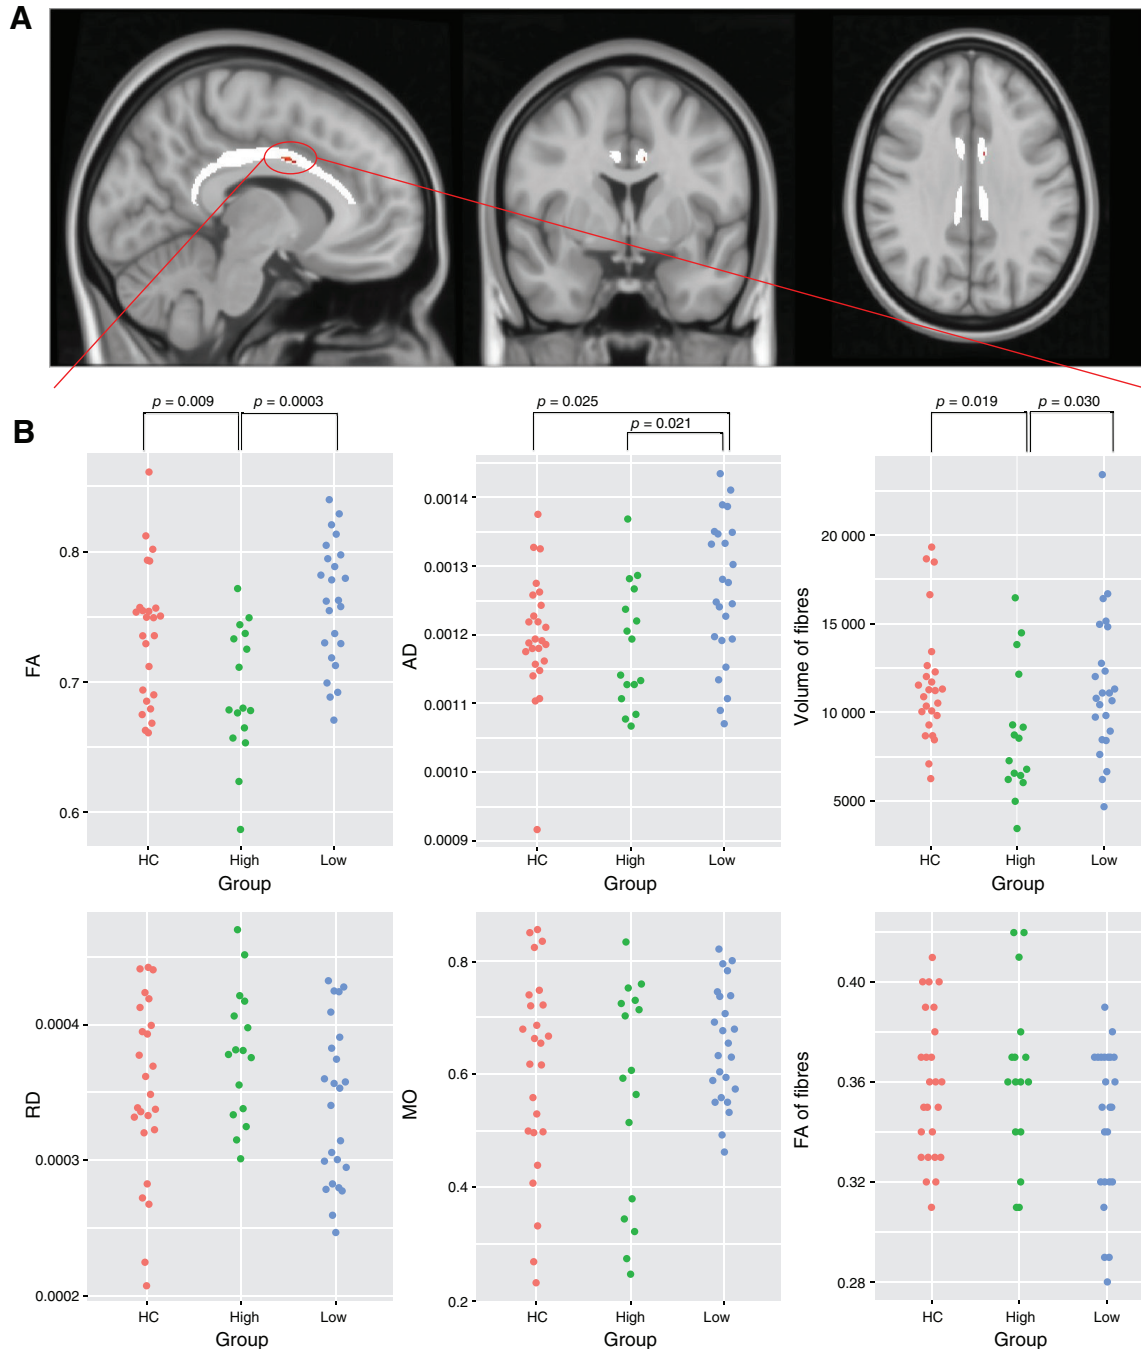 A
B
p = 0.009
p = 0.0003
FA
0.8
0.7
0.6
HC High Low
Group
p = 0.025
p = 0.021
AD
0.0014
0.0013
0.0012
0.0011
0.0010
0.0009
HC High Low
Group
p = 0.019
p = 0.030
Volume of fibres
20 000
15 000
10 000
5000
HC High Low
Group
RD
0.0004
0.0003
0.0002
HC High Low
Group
MO
0.8
0.6
0.4
0.2
HC High Low
Group
FA of fibres
0.40
0.36
0.32
0.28
HC High Low
Group